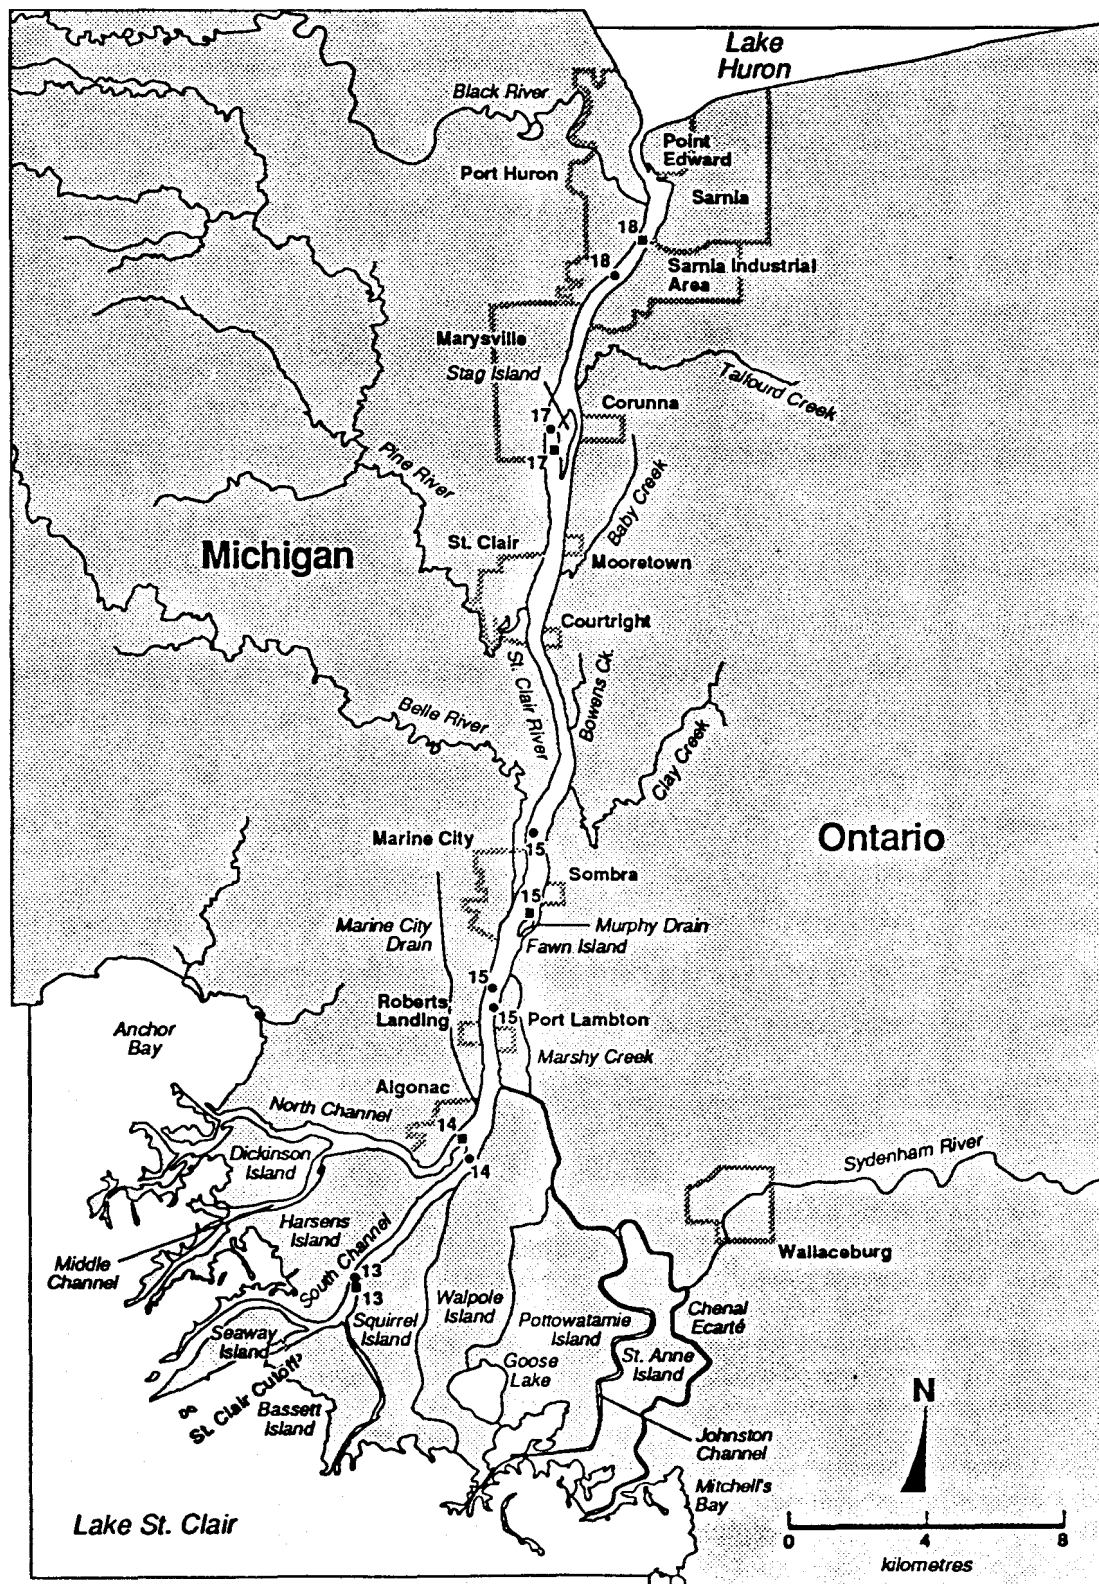 Lake
Huron
Black River
Point
Edward
Port Huron
Sarnia
18
18
Sarnia Industrial
Area
Marysville
Stag Island
Talfourd Creek
Corunna
17
17
Pine River
Baby Creek
St. Clair
Michigan
Mooretown
Courtright
St. Clair River
Bowens Ck.
Belle River
Clay Creek
Marine City
15
Ontario
Sombra
15
Marine City
Drain
Murphy Drain
Fawn Island
15
Roberts
Landing
15
Port Lambton
Anchor
Bay
Marshy Creek
Algonac
North Channel
14
Dickinson
Island
14
Sydenham River
Harsens
Island
South Channel
Wallaceburg
Middle
Channel
13
13
Squirrel
Island
Walpole
Island
Pottowatamie
Island
Chenal
Ecarté
Seaway
Island
St. Anne
Island
Goose
Lake
St. Clair Cutoff
Bassett
Island
N
Johnston
Channel
Mitchell's
Bay
Lake St. Clair
0 4 8
kilometres